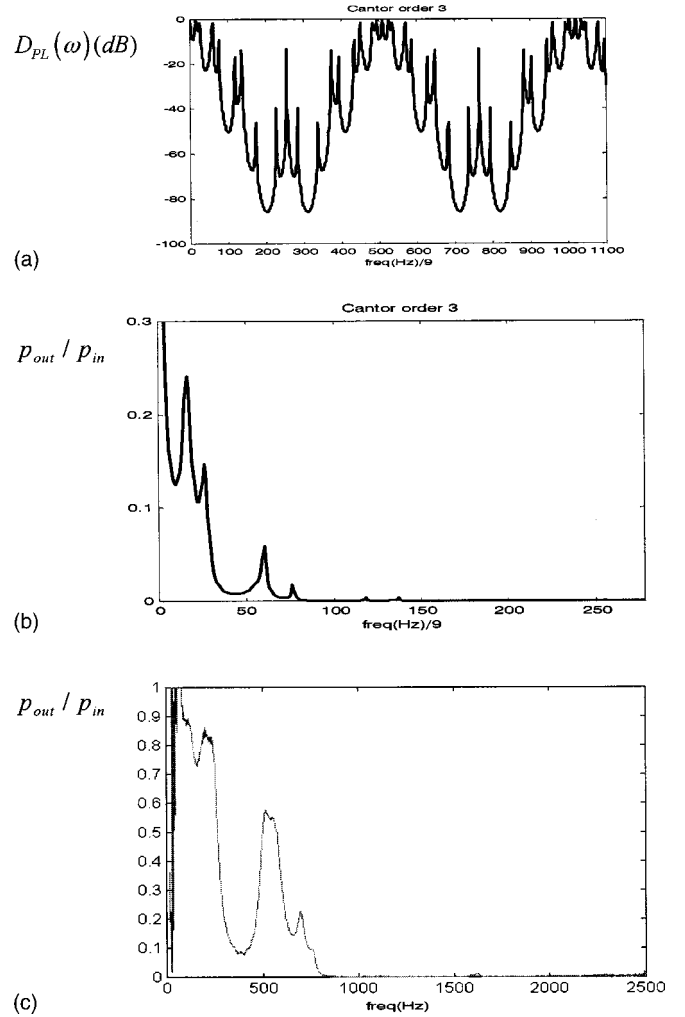 Cantor order 3
D_PL(ω)(dB)
0
-20
-40
-60
-80
-100
0 100 200 300 400 500 600 700 800 900 1000 1100
freq(Hz)/9
(a)
Cantor order 3
p_out / p_in
0.3
0.2
0.1
0
0 50 100 150 200 250
freq(Hz)/9
(b)
p_out / p_in
1
0.9
0.8
0.7
0.6
0.5
0.4
0.3
0.2
0.1
0
0 500 1000 1500 2000 2500
freq(Hz)
(c)